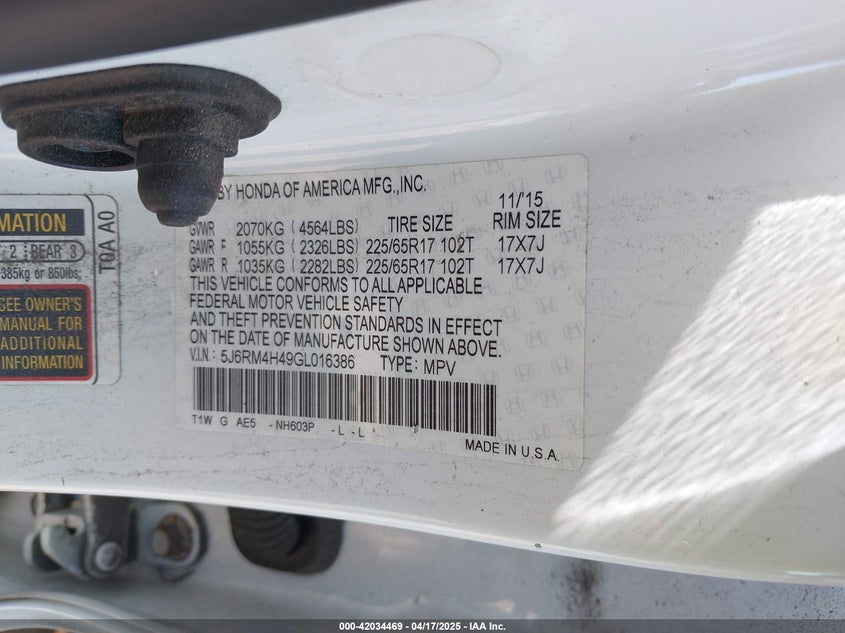 BY HONDA OF AMERICA MFG., INC.
11/15
GVWR 2070KG (4564LBS) TIRE SIZE RIM SIZE
GAWR F 1055KG (2326LBS) 225/65R17 102T 17X7J
GAWR R 1035KG (2282LBS) 225/65R17 102T 17X7J
THIS VEHICLE CONFORMS TO ALL APPLICABLE
FEDERAL MOTOR VEHICLE SAFETY
AND THEFT PREVENTION STANDARDS IN EFFECT
ON THE DATE OF MANUFACTURE SHOWN ABOVE.
V.I.N.: 5J6RM4H49GL016386 TYPE: MPV
T1W G AE5 - NH603P - L - L
MADE IN U.S.A.
MATION
2 REAR 3
385kg or 850lbs;
SEE OWNER'S
MANUAL FOR
ADDITIONAL
INFORMATION
T0A A0
000-42034469 04/17/2025 IAA Inc.